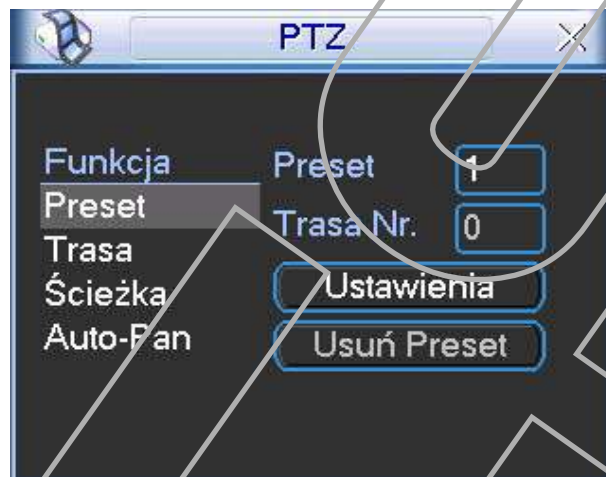 PTZ
Funkcja
Preset
Trasa
Ścieżka
Auto-Pan
Preset 1
Trasa Nr. 0
Ustawienia
Usuń Preset